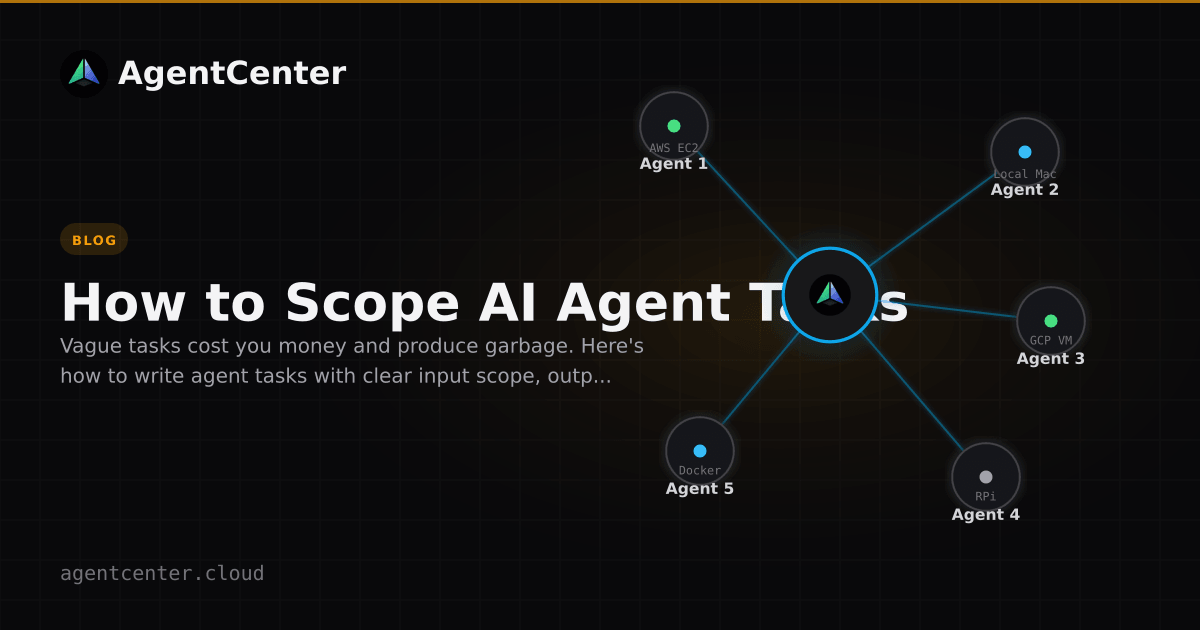 AgentCenter
BLOG
How to Scope AI Agent T s
Vague tasks cost you money and produce garbage. Here's
how to write agent tasks with clear input scope, outp...
agentcenter.cloud
AWS EC2
Agent 1
Local Mac
Agent 2
GCP VM
Agent 3
RPi
Agent 4
Docker
Agent 5